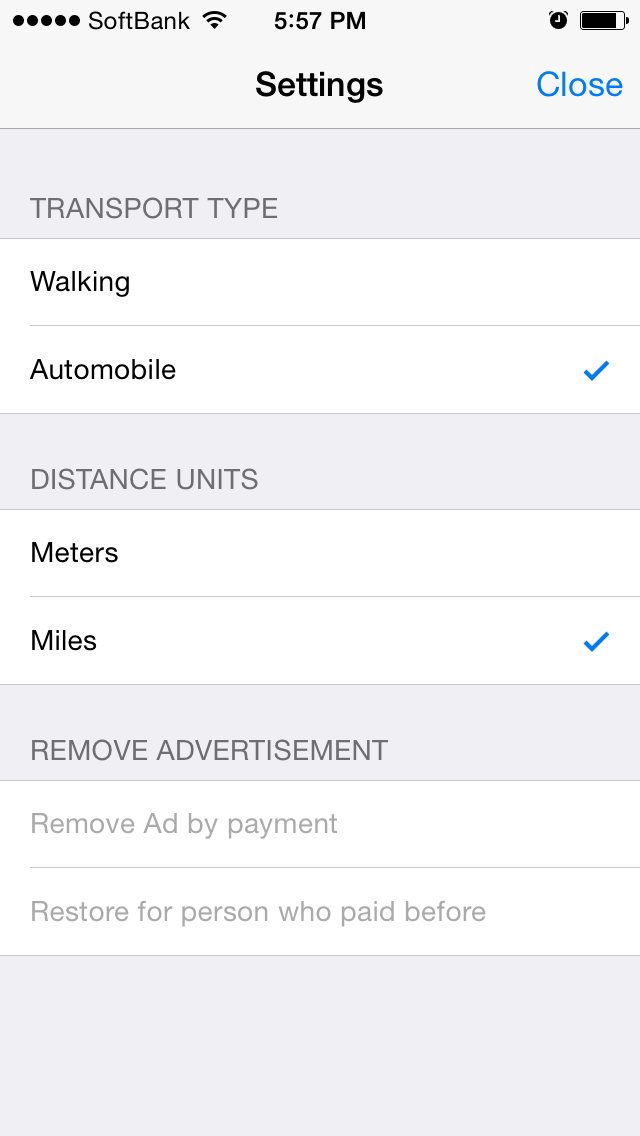 SoftBank 5:57 PM
Settings Close
TRANSPORT TYPE
Walking
Automobile
DISTANCE UNITS
Meters
Miles
REMOVE ADVERTISEMENT
Remove Ad by payment
Restore for person who paid before